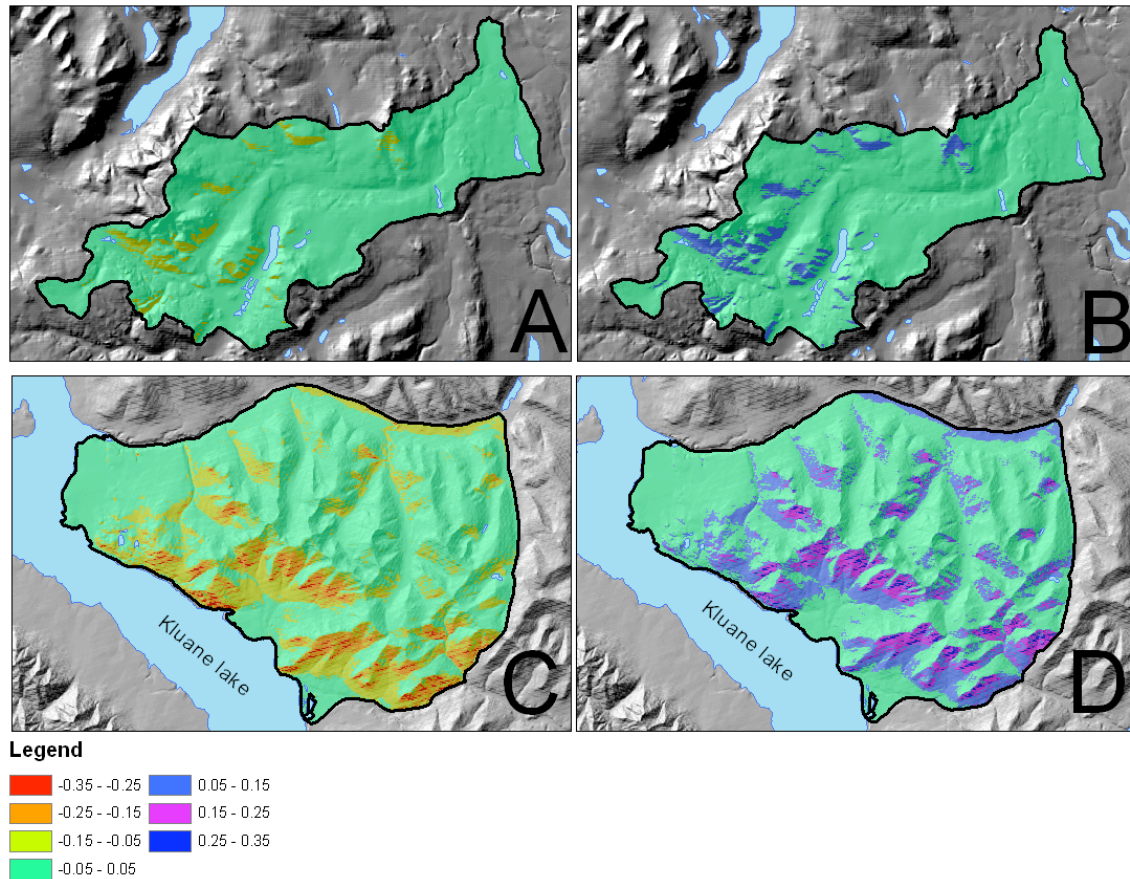 A
B
Kluane lake
C
Kluane lake
D
Legend
-0.35 - -0.25
0.05 - 0.15
-0.25 - -0.15
0.15 - 0.25
-0.15 - -0.05
0.25 - 0.35
-0.05 - 0.05